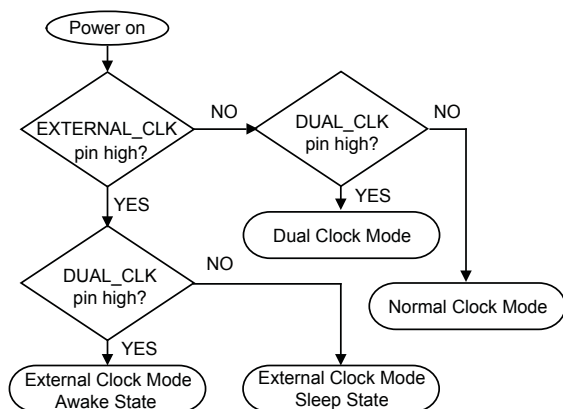 Power on
EXTERNAL_CLK
pin high?
NO
DUAL_CLK
pin high?
NO
YES
YES
Dual Clock Mode
DUAL_CLK
pin high?
NO
Normal Clock Mode
YES
External Clock Mode
Awake State
External Clock Mode
Sleep State